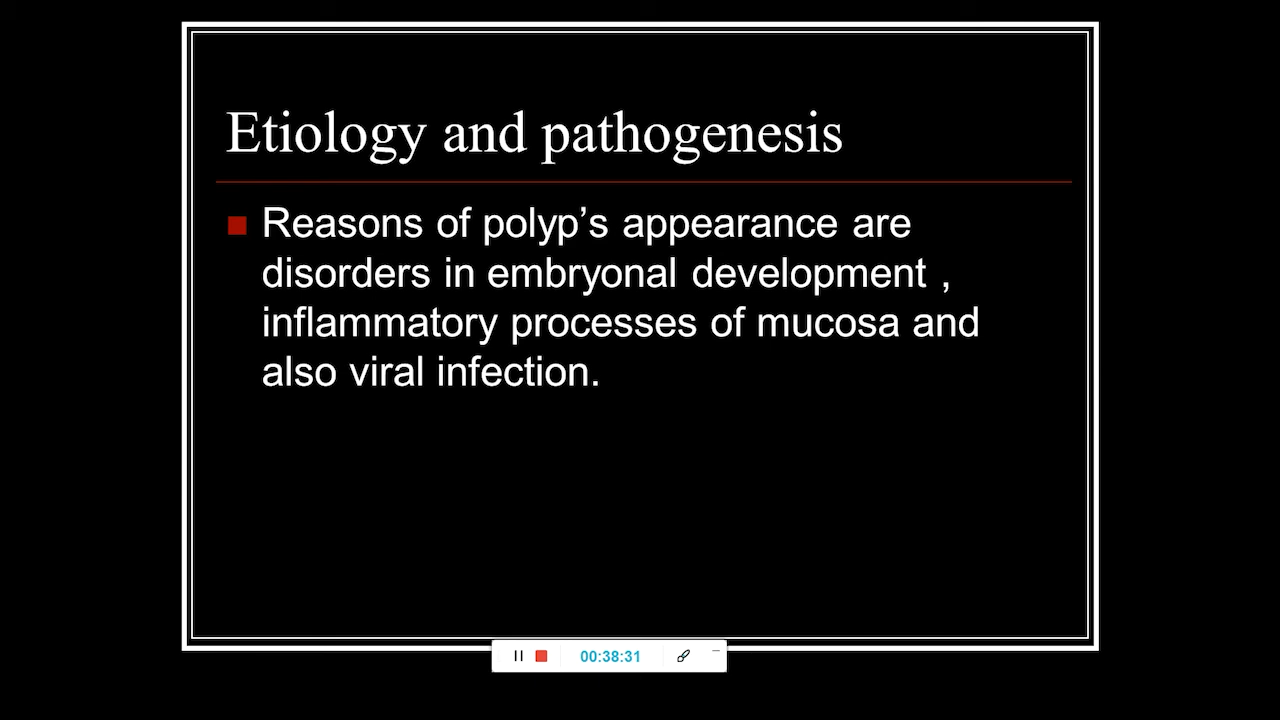 Etiology and pathogenesis
Reasons of polyp’s appearance are
disorders in embryonal development ,
inflammatory processes of mucosa and
also viral infection.
00:38:31